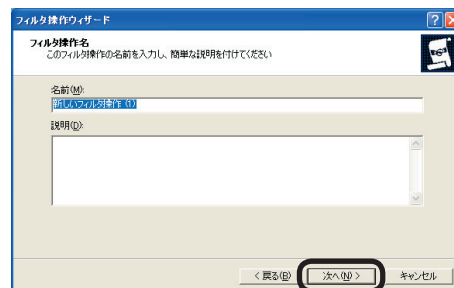 フィルタ操作ウィザード
フィルタ操作名
このフィルタ操作の名前を入力し、簡単な説明を付けてください
名前(M):
新しいフィルタ操作 (1)
説明(D):
< 戻る(B)
次へ(N) >
キャンセル